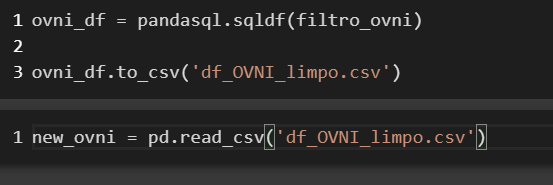 1 ovni_df = pandasql.sqldf(filtro_ovni)
2
3 ovni_df.to_csv('df_OVNI_limpo.csv')
1 new_ovni = pd.read_csv('df_OVNI_limpo.csv')